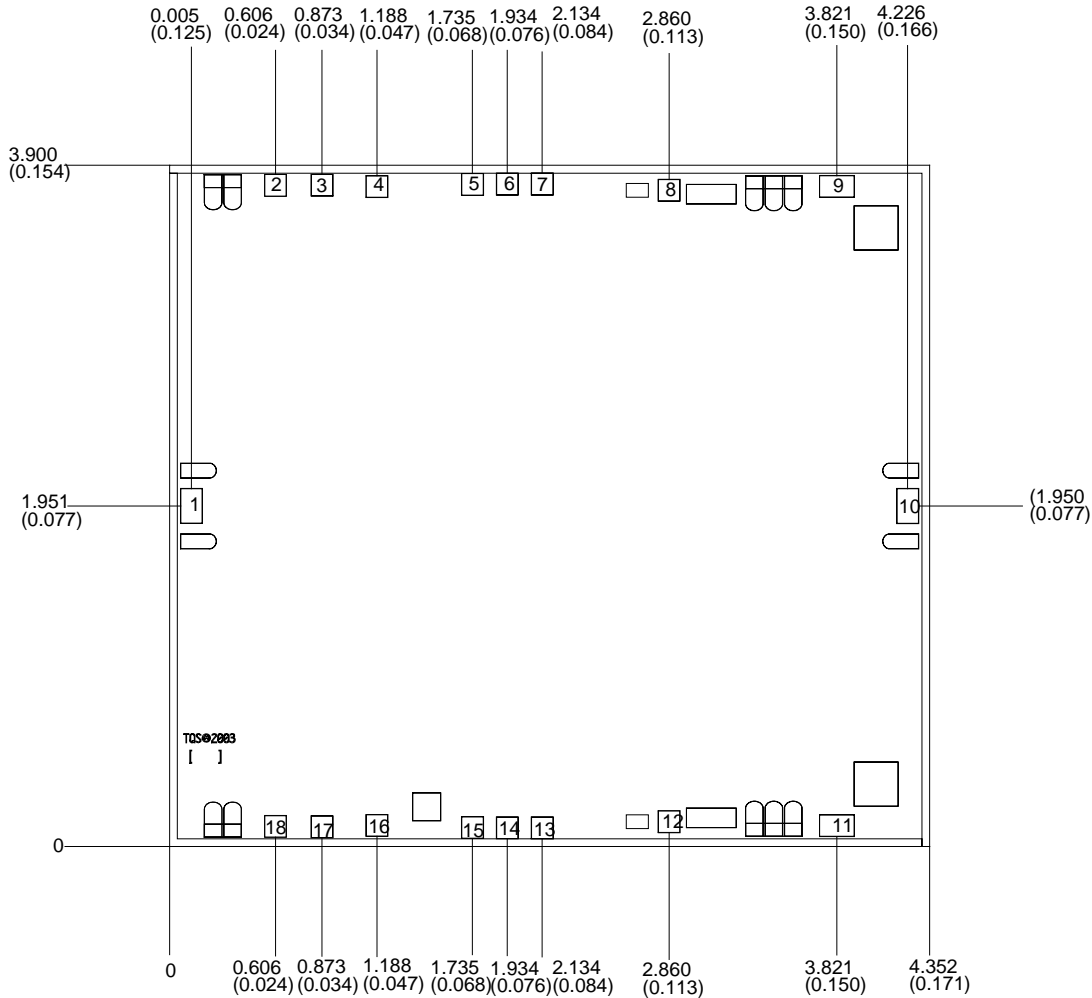 0.005 0.606 0.873 1.188 1.735 1.934 2.134 2.860 3.821 4.226
(0.125) (0.024) (0.034) (0.047) (0.068) (0.076) (0.084) (0.113) (0.150) (0.166)
3.900
(0.154)
2 3 4 5 6 7 8 9
1.951
(0.077)
1
10
(1.950
(0.077)
TQS©2003
[ ]
18 17 16 15 14 13 12 11
0
0 0.606 0.873 1.188 1.735 1.934 2.134 2.860 3.821 4.352
(0.024) (0.034) (0.047) (0.068) (0.076) (0.084) (0.113) (0.150) (0.171)